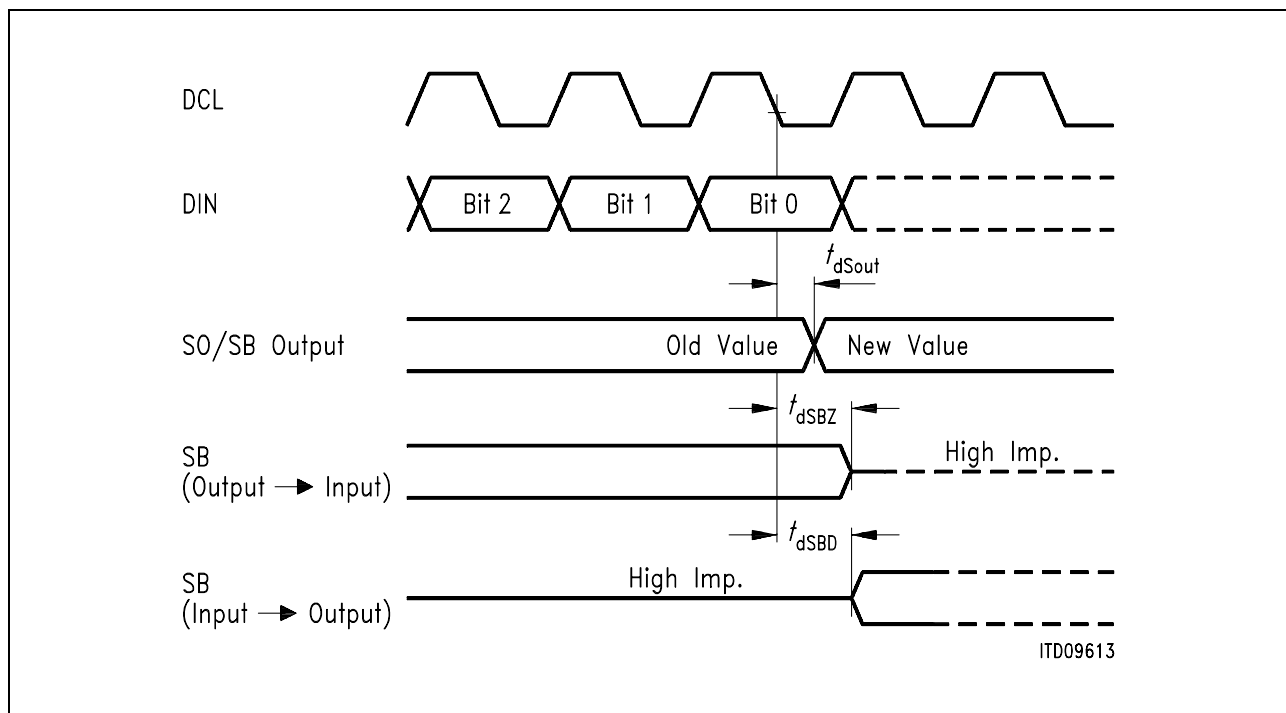 DCL
DIN
Bit 2
Bit 1
Bit 0
tdSout
SO/SB Output
Old Value
New Value
tdSBZ
SB
(Output → Input)
High Imp.
tdSBD
SB
(Input → Output)
High Imp.
ITD09613